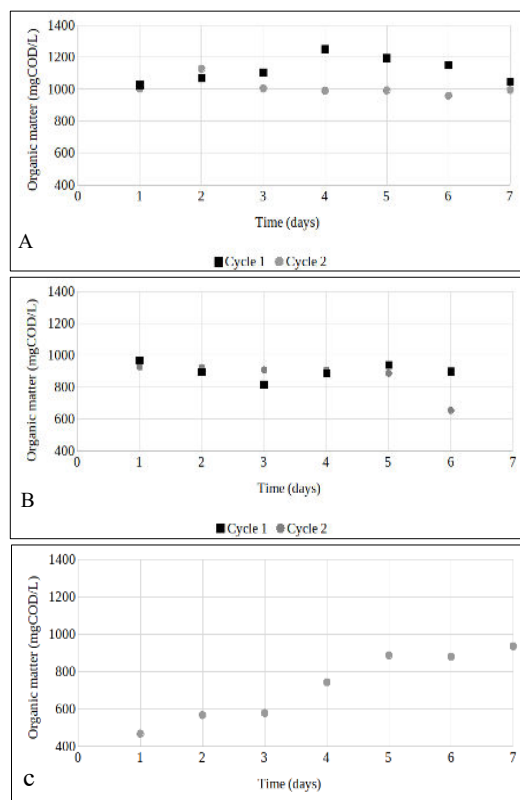 1400
1200
1000
800
600
400
Organic matter (mgCOD/L)
0 1 2 3 4 5 6 7
Time (days)
A
Cycle 1 Cycle 2
1400
1200
1000
800
600
400
Organic matter (mgCOD/L)
0 1 2 3 4 5 6 7
Time (days)
B
Cycle 1 Cycle 2
1400
1200
1000
800
600
400
Organic matter (mgCOD/L)
0 1 2 3 4 5 6 7
Time (days)
c